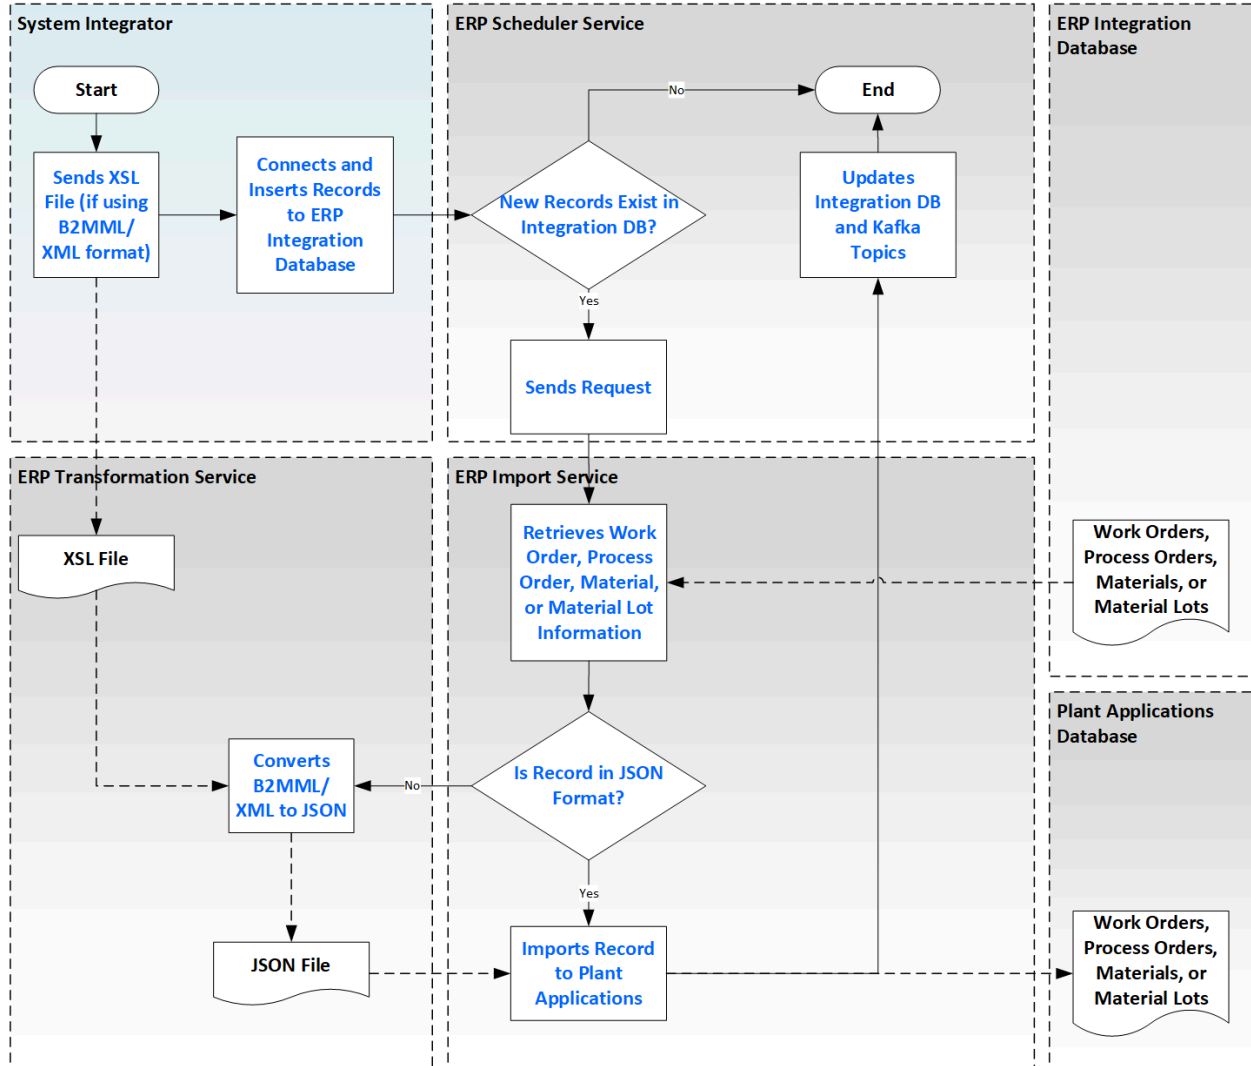 System Integrator
Start
Sends XSL
File (if using
B2MML/
XML format)
Connects and
Inserts Records
to ERP
Integration
Database
ERP Scheduler Service
No
End
New Records Exist in
Integration DB?
Updates
Integration DB
and Kafka
Topics
Yes
Sends Request
ERP Integration
Database
Work Orders,
Process Orders,
Materials, or
Material Lots
ERP Transformation Service
XSL File
Converts
B2MML/
XML to JSON
JSON File
ERP Import Service
Retrieves Work
Order, Process
Order, Material,
or Material Lot
Information
Is Record in JSON
Format?
No
Yes
Imports Record
to Plant
Applications
Plant Applications
Database
Work Orders,
Process Orders,
Materials, or
Material Lots